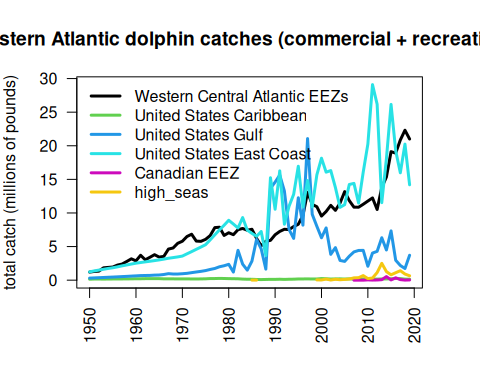 stern Atlantic dolphin catches (commercial + recreati
total catch (millions of pounds)
30
25
20
15
10
5
0
Western Central Atlantic EEZs
United States Caribbean
United States Gulf
United States East Coast
Canadian EEZ
high_seas
1950
1960
1970
1980
1990
2000
2010
2020